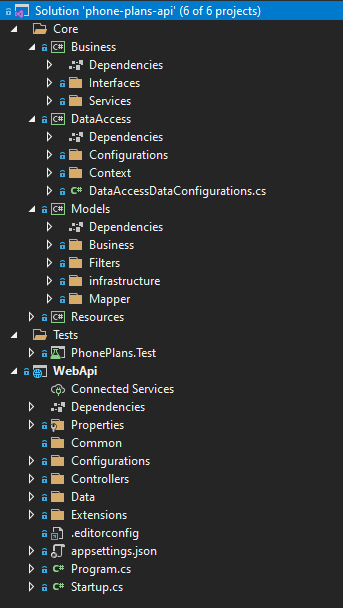 Solution 'phone-plans-api' (6 of 6 projects)
Core
C# Business
Dependencies
Interfaces
Services
C# DataAccess
Dependencies
Configurations
Context
C# DataAccessDataConfigurations.cs
C# Models
Dependencies
Business
Filters
infrastructure
Mapper
C# Resources
Tests
PhonePlans.Test
WebApi
Connected Services
Dependencies
Properties
Common
Configurations
Controllers
Data
Extensions
.editorconfig
appsettings.json
C# Program.cs
C# Startup.cs